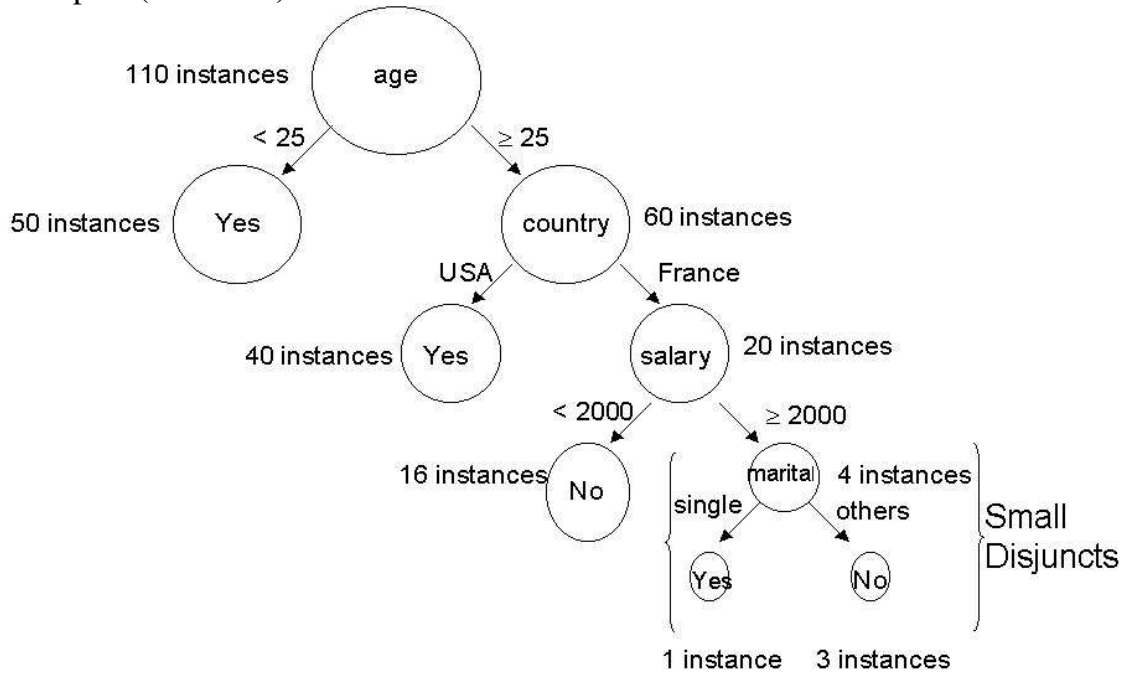 110 instances
age
< 25
≥ 25
50 instances
Yes
country
60 instances
USA
France
40 instances
Yes
salary
20 instances
< 2000
≥ 2000
16 instances
No
marital
4 instances
single
others
Small
Disjuncts
Yes
No
1 instance
3 instances